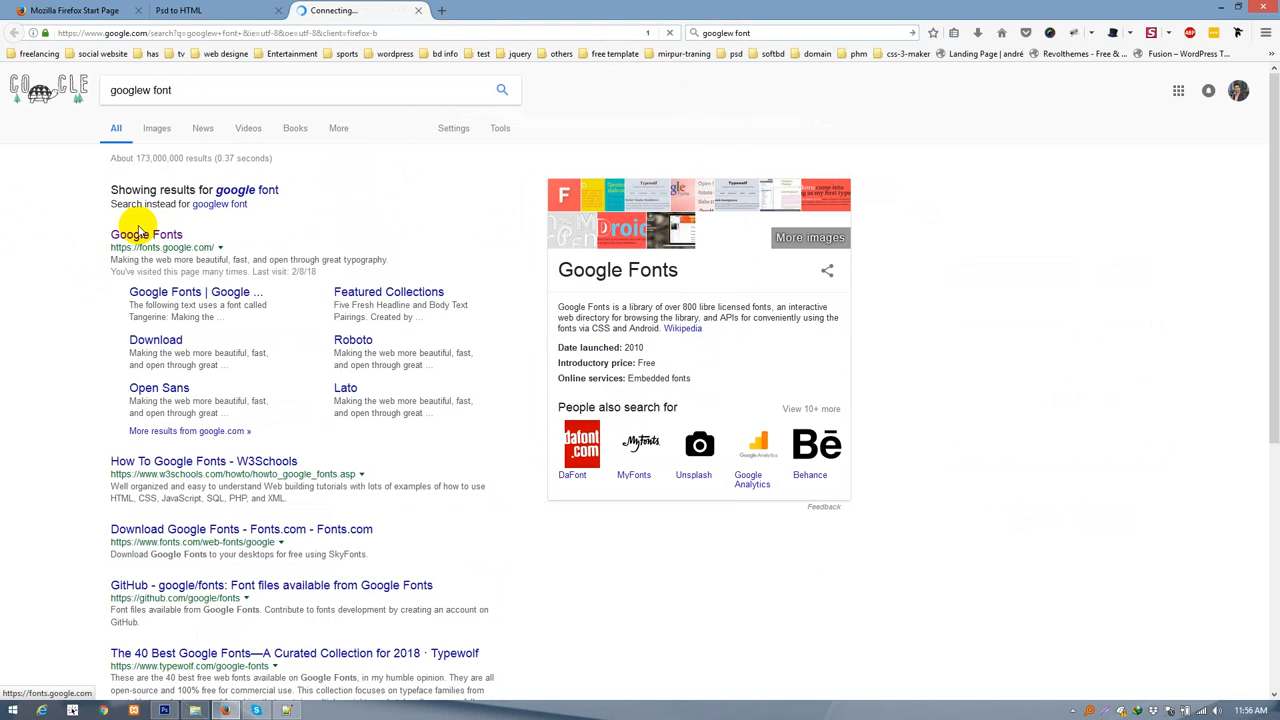 Mozilla Firefox Start Page
Psd to HTML
Connecting...
https://www.google.com/search?q=googlew+font+&ie=utf-8&oe=utf-8&client=firefox-b
googlew font
freelancing
social website
has
tv
web designe
Entertainment
sports
wordpress
bd info
test
jquery
others
free template
mirpur-traning
psd
softbd
domain
phm
css-3-maker
Landing Page | andré
Revolthemes - Envat...
Fusion – WordPress T...
googlew font
All
Images
News
Videos
Books
More
Settings
Tools
About 173,000,000 results (0.37 seconds)
Showing results for google font
Search instead for googlew font
Google Fonts
https://fonts.google.com/
Making the web more beautiful, fast, and open through great typography.
You've visited this page many times. Last visit: 2/8/18
Google Fonts | Google ...
The following text uses a font called
Tangerine: Making the ...
Featured Collections
Five Fresh Headline and Body Text
Pairings. Created by ...
Download
Making the web more beautiful, fast,
and open through great ...
Roboto
Making the web more beautiful, fast,
and open through great ...
Open Sans
Making the web more beautiful, fast,
and open through great ...
Lato
Making the web more beautiful, fast,
and open through great ...
More results from google.com »
How To Google Fonts - W3Schools
https://www.w3schools.com/howto/howto_google_fonts.asp
Well organized and easy to understand Web building tutorials with lots of examples of how to use
HTML, CSS, JavaScript, SQL, PHP, and XML.
Download Google Fonts - Fonts.com - Fonts.com
https://www.fonts.com/web-fonts/google
Download Google Fonts to your desktops for free using SkyFonts.
GitHub - google/fonts: Font files available from Google Fonts
https://github.com/google/fonts
Font files available from Google Fonts. Contribute to fonts development by creating an account on
GitHub.
The 40 Best Google Fonts—A Curated Collection for 2018 · Typewolf
https://www.typewolf.com/google-fonts
These are the 40 best free web fonts available on Google Fonts, in my humble opinion. They are all
open-source and 100% free for commercial use. This collection focuses on typeface families from
F
Typewolf
gle
Typewolf
Droid
More images
Google Fonts
Google Fonts is a library of over 800 libre licensed fonts, an interactive
web directory for browsing the library, and APIs for conveniently using the
fonts via CSS and Android. Wikipedia
Date launched: 2010
Introductory price: Free
Online services: Embedded fonts
People also search for
View 10+ more
dafont
.com
MyFonts
Google Analytics
Bē
DaFont
MyFonts
Unsplash
Google
Analytics
Behance
Feedback
https://fonts.google.com
11:56 AM